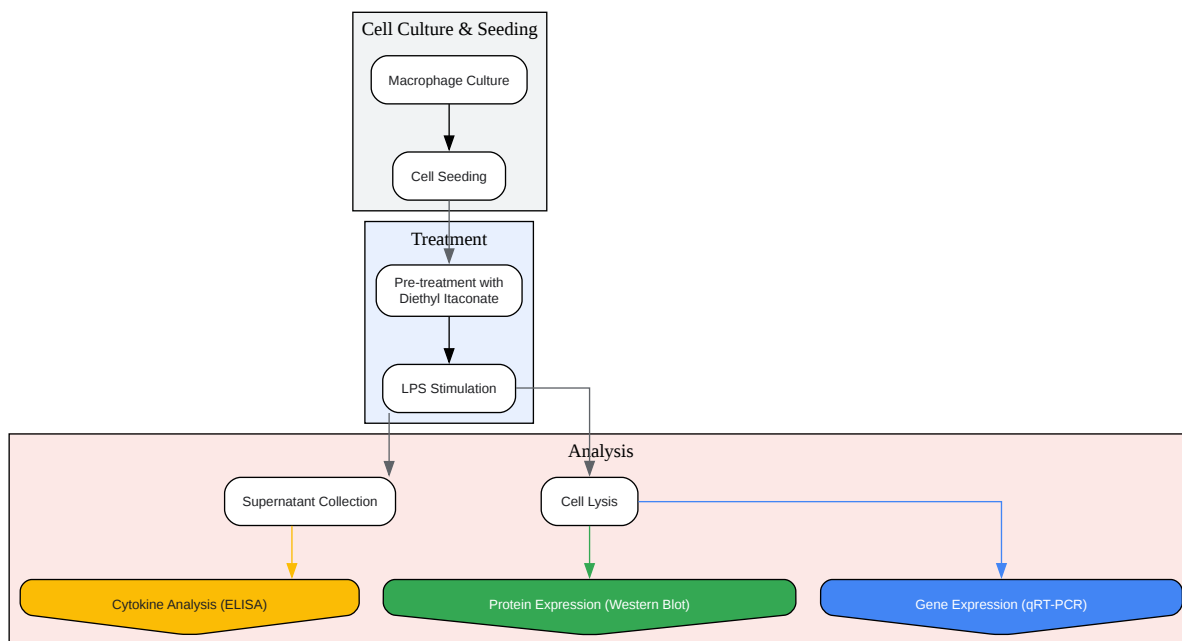 Cell Culture & Seeding
Macrophage Culture
Cell Seeding
Treatment
Pre-treatment with
Diethyl Itaconate
LPS Stimulation
Analysis
Supernatant Collection
Cell Lysis
Cytokine Analysis (ELISA)
Protein Expression (Western Blot)
Gene Expression (qRT-PCR)